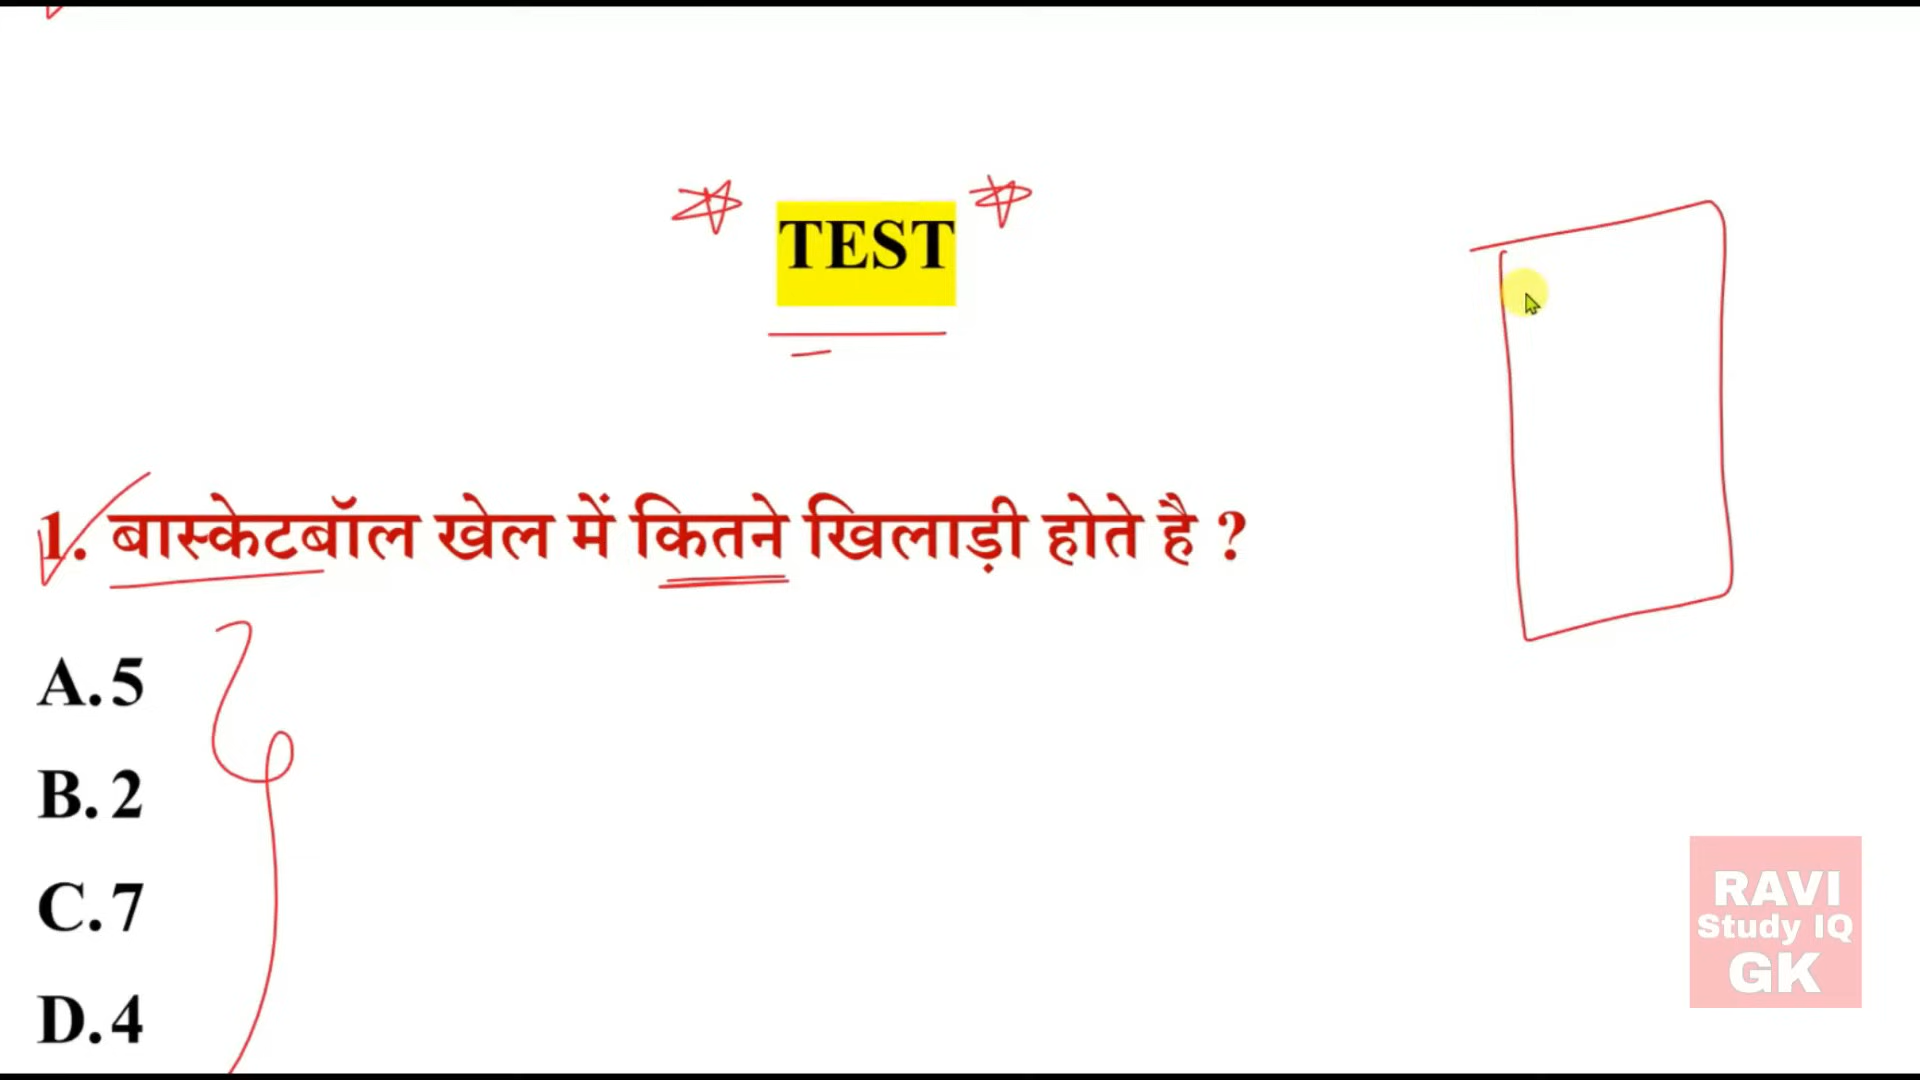 TEST
1. बास्केटबॉल खेल में कितने खिलाड़ी होते है ?
A. 5
B. 2
C. 7
D. 4
RAVI
Study IQ
GK